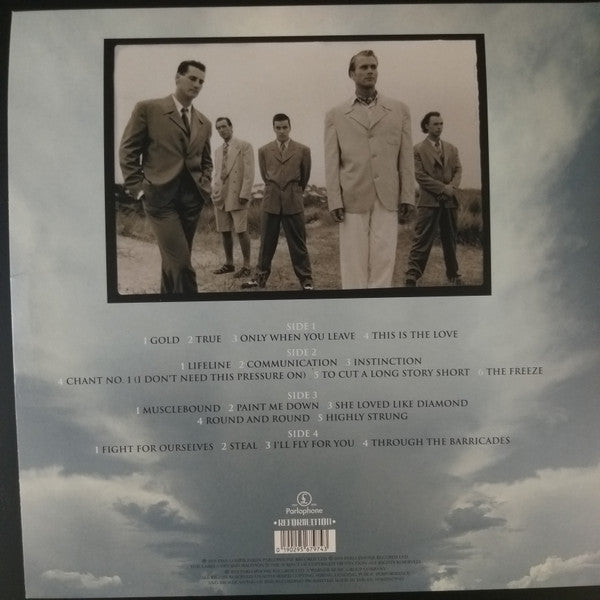 SIDE 1
1 GOLD 2 TRUE 3 ONLY WHEN YOU LEAVE 4 THIS IS THE LOVE
SIDE 2
1 LIFELINE 2 COMMUNICATION 3 INSTINCTION
4 CHANT NO. 1 (I DON'T NEED THIS PRESSURE ON) 5 TO CUT A LONG STORY SHORT 6 THE FREEZE
SIDE 3
1 MUSCLEBOUND 2 PAINT ME DOWN 3 SHE LOVED LIKE DIAMOND
4 ROUND AND ROUND 5 HIGHLY STRUNG
SIDE 4
1 FIGHT FOR OURSELVES 2 STEAL 3 I'LL FLY FOR YOU 4 THROUGH THE BARRICADES
Parlophone
REFORMATION
0 190295 679743